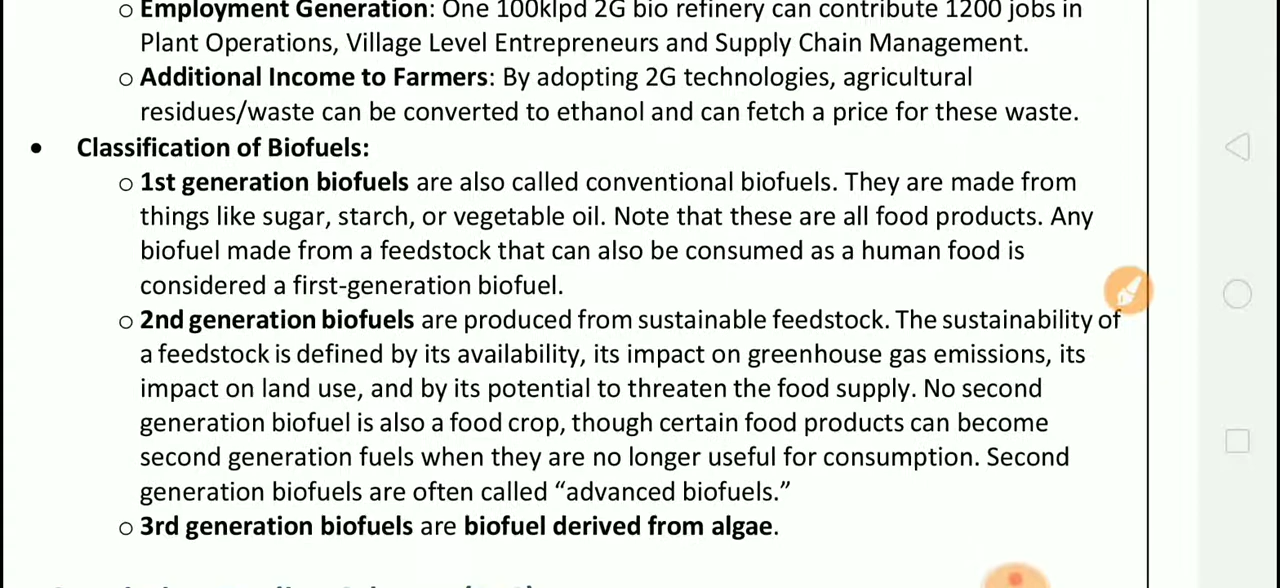 ○ Employment Generation: One 100klpd 2G bio refinery can contribute 1200 jobs in
Plant Operations, Village Level Entrepreneurs and Supply Chain Management.
○ Additional Income to Farmers: By adopting 2G technologies, agricultural
residues/waste can be converted to ethanol and can fetch a price for these waste.
• Classification of Biofuels:
○ 1st generation biofuels are also called conventional biofuels. They are made from
things like sugar, starch, or vegetable oil. Note that these are all food products. Any
biofuel made from a feedstock that can also be consumed as a human food is
considered a first-generation biofuel.
○ 2nd generation biofuels are produced from sustainable feedstock. The sustainability of
a feedstock is defined by its availability, its impact on greenhouse gas emissions, its
impact on land use, and by its potential to threaten the food supply. No second
generation biofuel is also a food crop, though certain food products can become
second generation fuels when they are no longer useful for consumption. Second
generation biofuels are often called “advanced biofuels.”
○ 3rd generation biofuels are biofuel derived from algae.